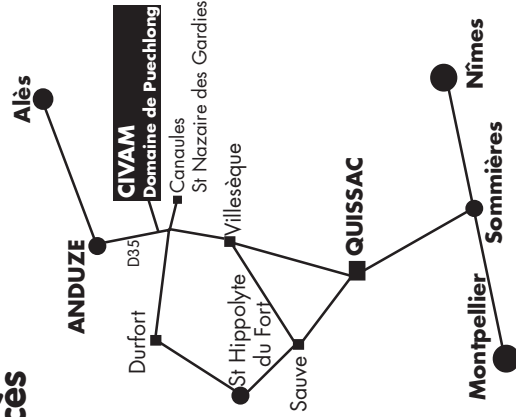 cès
Alès
CIVAM
Domaine de Puechlong
ANDUZE
D35
Canaules
St Nazaire des Gardies
Durfort
Villesèque
St Hippolyte
du Fort
Sauve
QUISSAC
Nîmes
Sommières
Montpellier